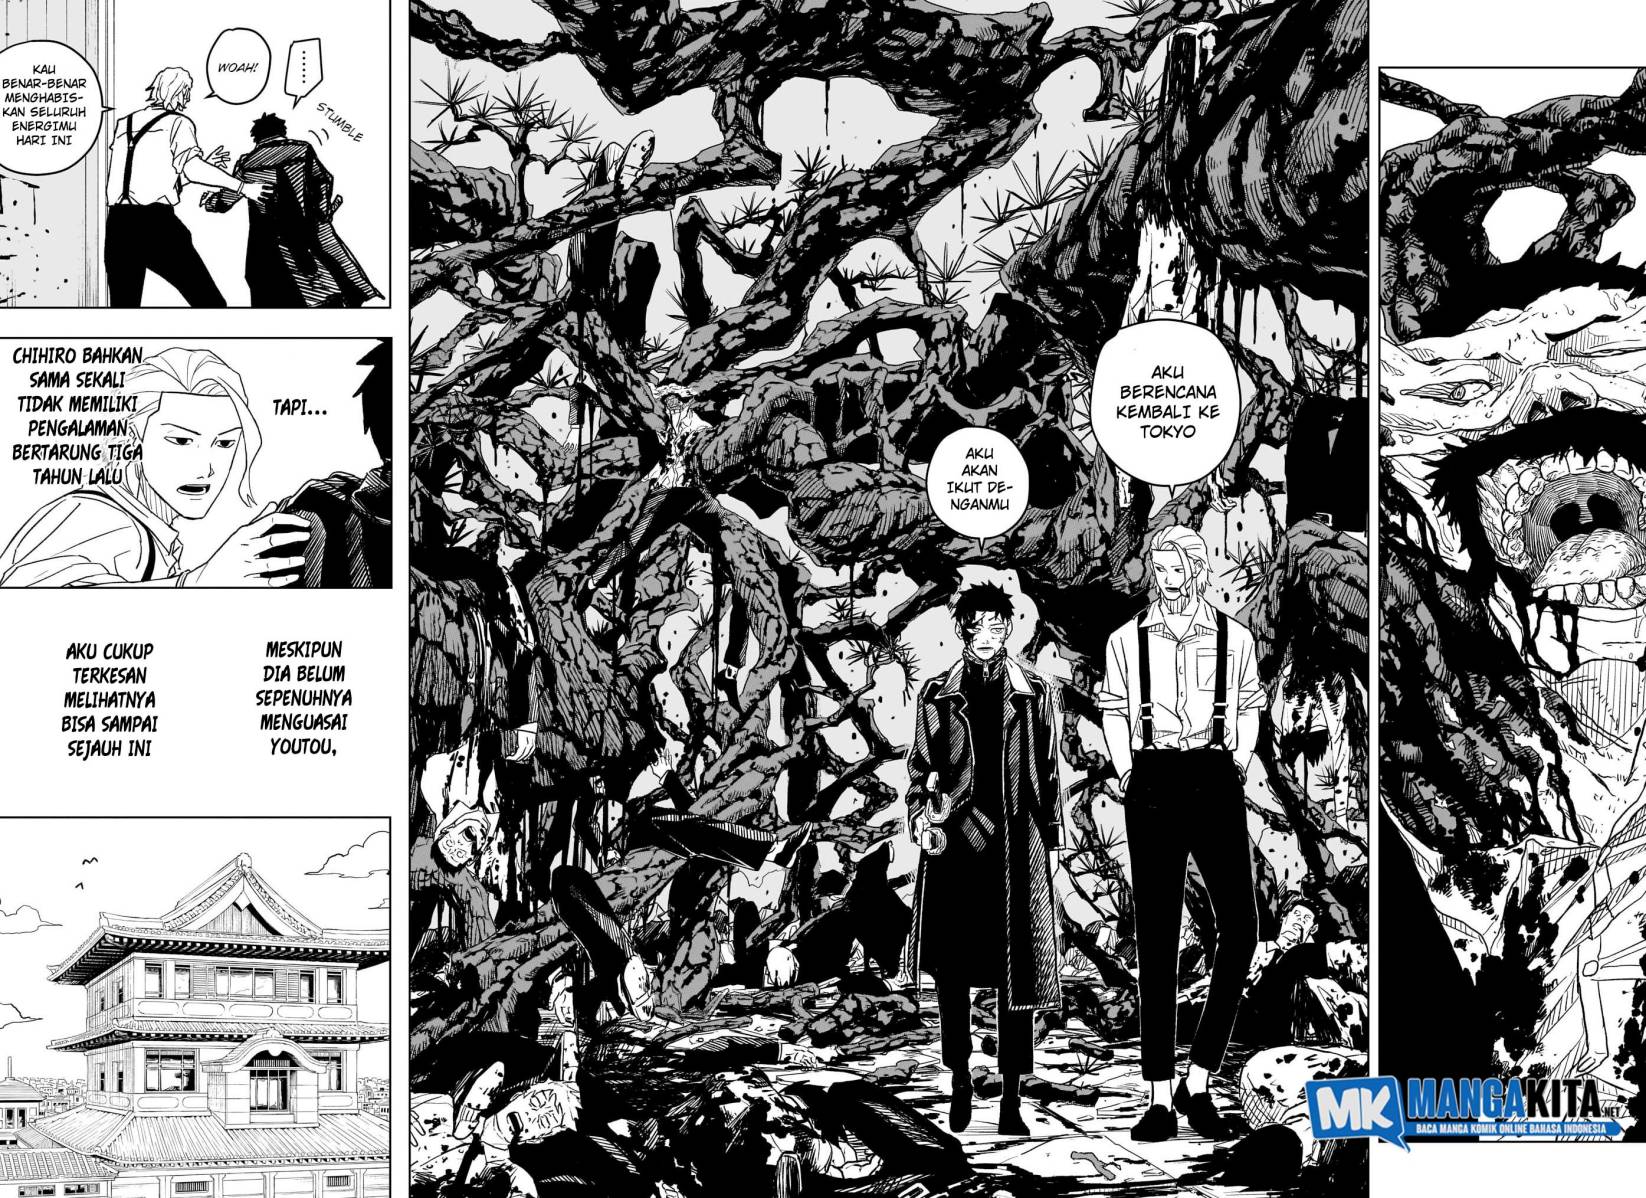 AKU
BERENCANA
KEMBALI KE
TOKYO
AKU
AKAN
IKUT DE-
NGANMU
......
STUMBLE
WOAH!
KAU
BENAR-BENAR
MENGHABIS-
KAN SELURUH
ENERGIMU
HARI INI
TAPI...
CHIHIRO BAHKAN
SAMA SEKALI
TIDAK MEMILIKI
PENGALAMAN
BERTARUNG TIGA
TAHUN LALU
MESKIPUN
DIA BELUM
SEPENUHNYA
MENGUASAI
YOUTOU,
AKU CUKUP
TERKESAN
MELIHATNYA
BISA SAMPAI
SEJAUH INI
MK MANGAKITA.NET
BACA MANGA KOMIK ONLINE BAHASA INDONESIA